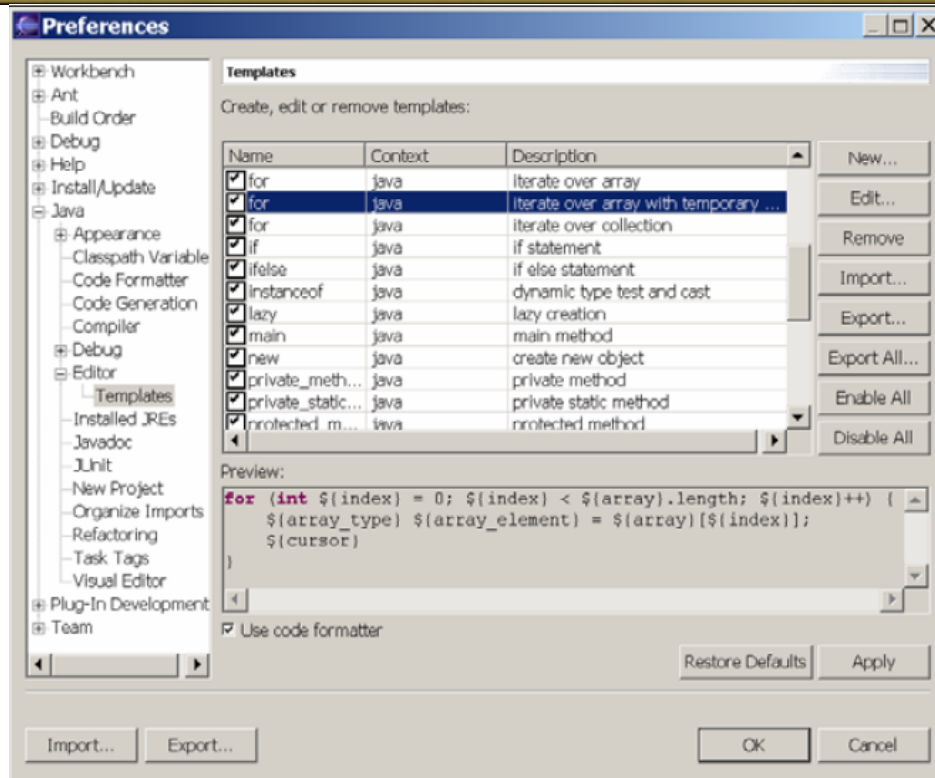 Preferences
Workbench
Ant
Build Order
Debug
Help
Install/Update
Java
Appearance
Classpath Variable
Code Formatter
Code Generation
Compiler
Debug
Editor
Templates
Installed JREs
Javadoc
JUnit
New Project
Organize Imports
Refactoring
Task Tags
Visual Editor
Plug-In Development
Team
Templates
Create, edit or remove templates:
Name Context Description
for java iterate over array
for java iterate over array with temporary ...
for java iterate over collection
if java if statement
ifelse java if else statement
instanceof java dynamic type test and cast
lazy java lazy creation
main java main method
new java create new object
private_meth... java private method
private_static... java private static method
protected_m... java protected method
New...
Edit...
Remove
Import...
Export...
Export All...
Enable All
Disable All
Preview:
for (int ${index} = 0; ${index} < ${array}.length; ${index}++) {
${array_type} ${array_element} = ${array}[${index}];
${cursor}
}
Use code formatter
Restore Defaults Apply
Import... Export... OK Cancel